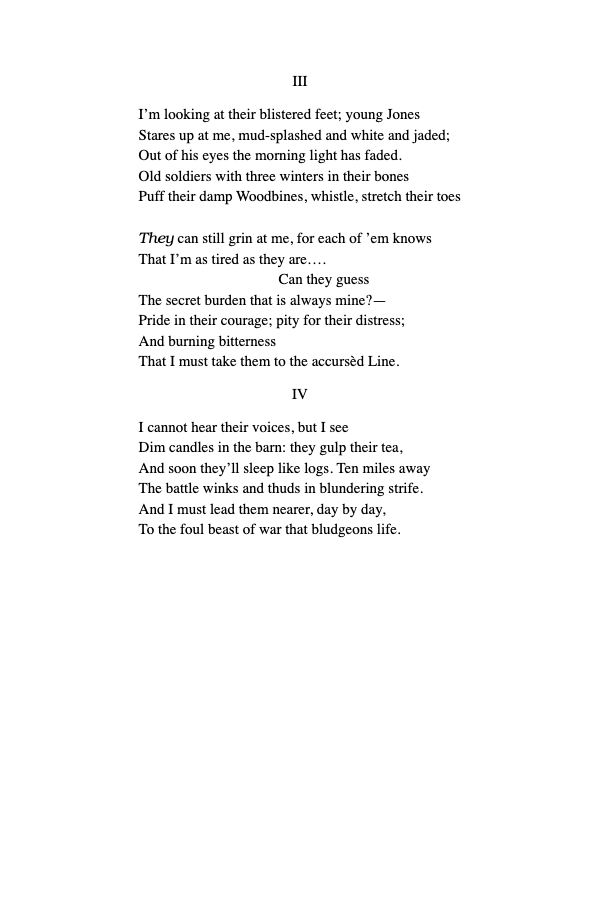 III
I’m looking at their blistered feet; young Jones
Stares up at me, mud-splashed and white and jaded;
Out of his eyes the morning light has faded.
Old soldiers with three winters in their bones
Puff their damp Woodbines, whistle, stretch their toes
They can still grin at me, for each of ’em knows
That I’m as tired as they are….
Can they guess
The secret burden that is always mine?—
Pride in their courage; pity for their distress;
And burning bitterness
That I must take them to the accursèd Line.
IV
I cannot hear their voices, but I see
Dim candles in the barn: they gulp their tea,
And soon they’ll sleep like logs. Ten miles away
The battle winks and thuds in blundering strife.
And I must lead them nearer, day by day,
To the foul beast of war that bludgeons life.